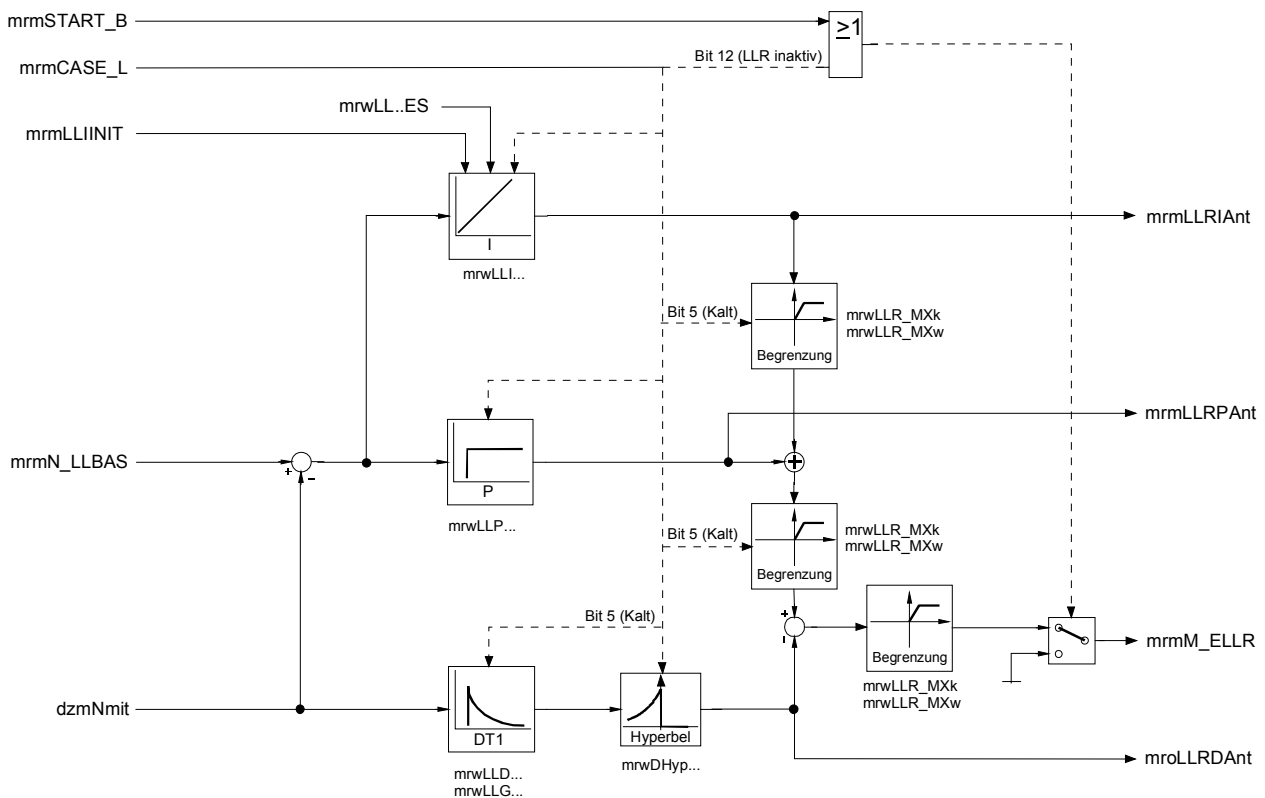 mrmSTART_B
≥1
mrmCASE_L
Bit 12 (LLR inaktiv)
mrwLL..ES
mrmLLIINIT
I
mrwLLI...
mrmLLRIAnt
Bit 5 (Kalt)
mrwLLR_MXk
mrwLLR_MXw
Begrenzung
mrmLLRPAnt
mrmN_LLBAS
+
-
P
mrwLLP...
+
Bit 5 (Kalt)
mrwLLR_MXk
mrwLLR_MXw
Begrenzung
Bit 5 (Kalt)
+
-
Begrenzung
mrwLLR_MXk
mrwLLR_MXw
mrmM_ELLR
dzmNmit
DT1
mrwLLD...
mrwLLG...
Hyperbel
mrwDHyp...
mroLLRDAnt